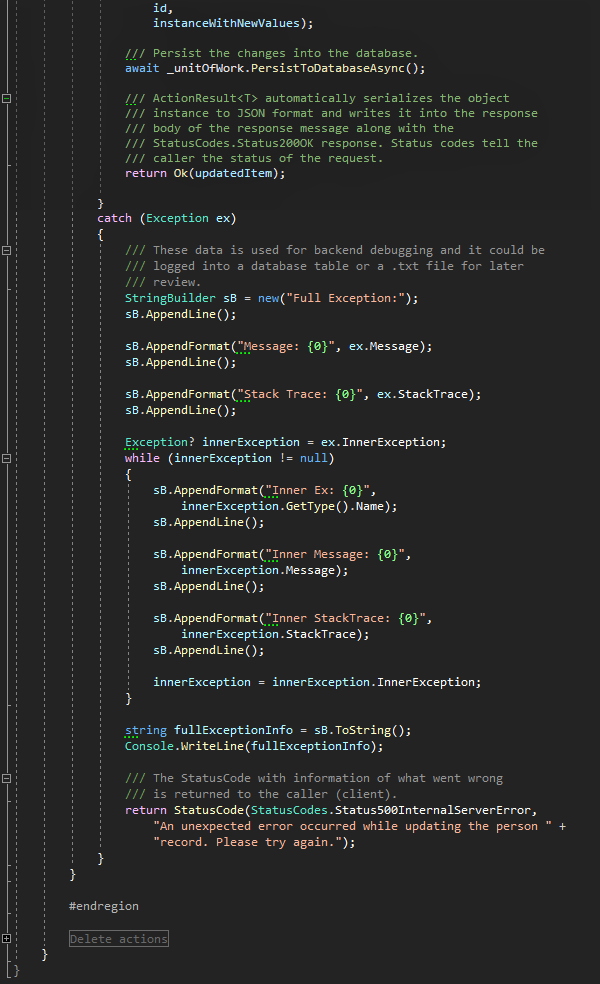 id,
instanceWithNewValues);
/// Persist the changes into the database.
await _unitOfWork.PersistToDatabaseAsync();
/// ActionResult<T> automatically serializes the object
/// instance to JSON format and writes it into the response
/// body of the response message along with the
/// StatusCodes.Status200OK response. Status codes tell the
/// caller the status of the request.
return Ok(updatedItem);
}
catch (Exception ex)
{
/// These data is used for backend debugging and it could be
/// logged into a database table or a .txt file for later
/// review.
StringBuilder sB = new("Full Exception:");
sB.AppendLine();
sB.AppendFormat("Message: {0}", ex.Message);
sB.AppendLine();
sB.AppendFormat("Stack Trace: {0}", ex.StackTrace);
sB.AppendLine();
Exception? innerException = ex.InnerException;
while (innerException != null)
{
sB.AppendFormat("Inner Ex: {0}",
innerException.GetType().Name);
sB.AppendLine();
sB.AppendFormat("Inner Message: {0}",
innerException.Message);
sB.AppendLine();
sB.AppendFormat("Inner StackTrace: {0}",
innerException.StackTrace);
sB.AppendLine();
innerException = innerException.InnerException;
}
string fullExceptionInfo = sB.ToString();
Console.WriteLine(fullExceptionInfo);
/// The StatusCode with information of what went wrong
/// is returned to the caller (client).
return StatusCode(StatusCodes.Status500InternalServerError,
"An unexpected error occurred while updating the person " +
"record. Please try again.");
}
}
#endregion
Delete actions
}
}